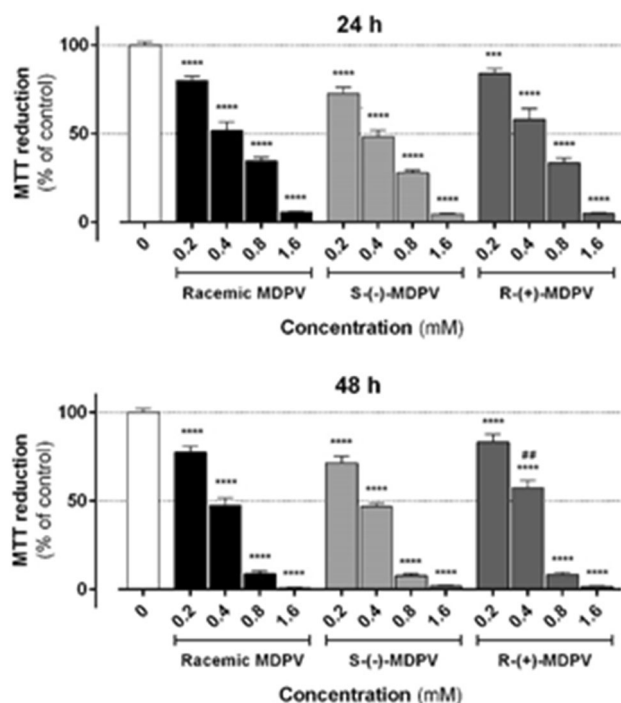 24 h
MTT reduction
(% of control)
100
50
0
**** **** **** **** **** **** **** **** *** **** **** ****
0 0.2 0.4 0.8 1.6 0.2 0.4 0.8 1.6 0.2 0.4 0.8 1.6
Racemic MDPV S-(-)-MDPV R-(+)-MDPV
Concentration (mM)
48 h
MTT reduction
(% of control)
100
50
0
##
**** **** **** **** **** **** **** **** **** **** **** ****
0 0.2 0.4 0.8 1.6 0.2 0.4 0.8 1.6 0.2 0.4 0.8 1.6
Racemic MDPV S-(-)-MDPV R-(+)-MDPV
Concentration (mM)